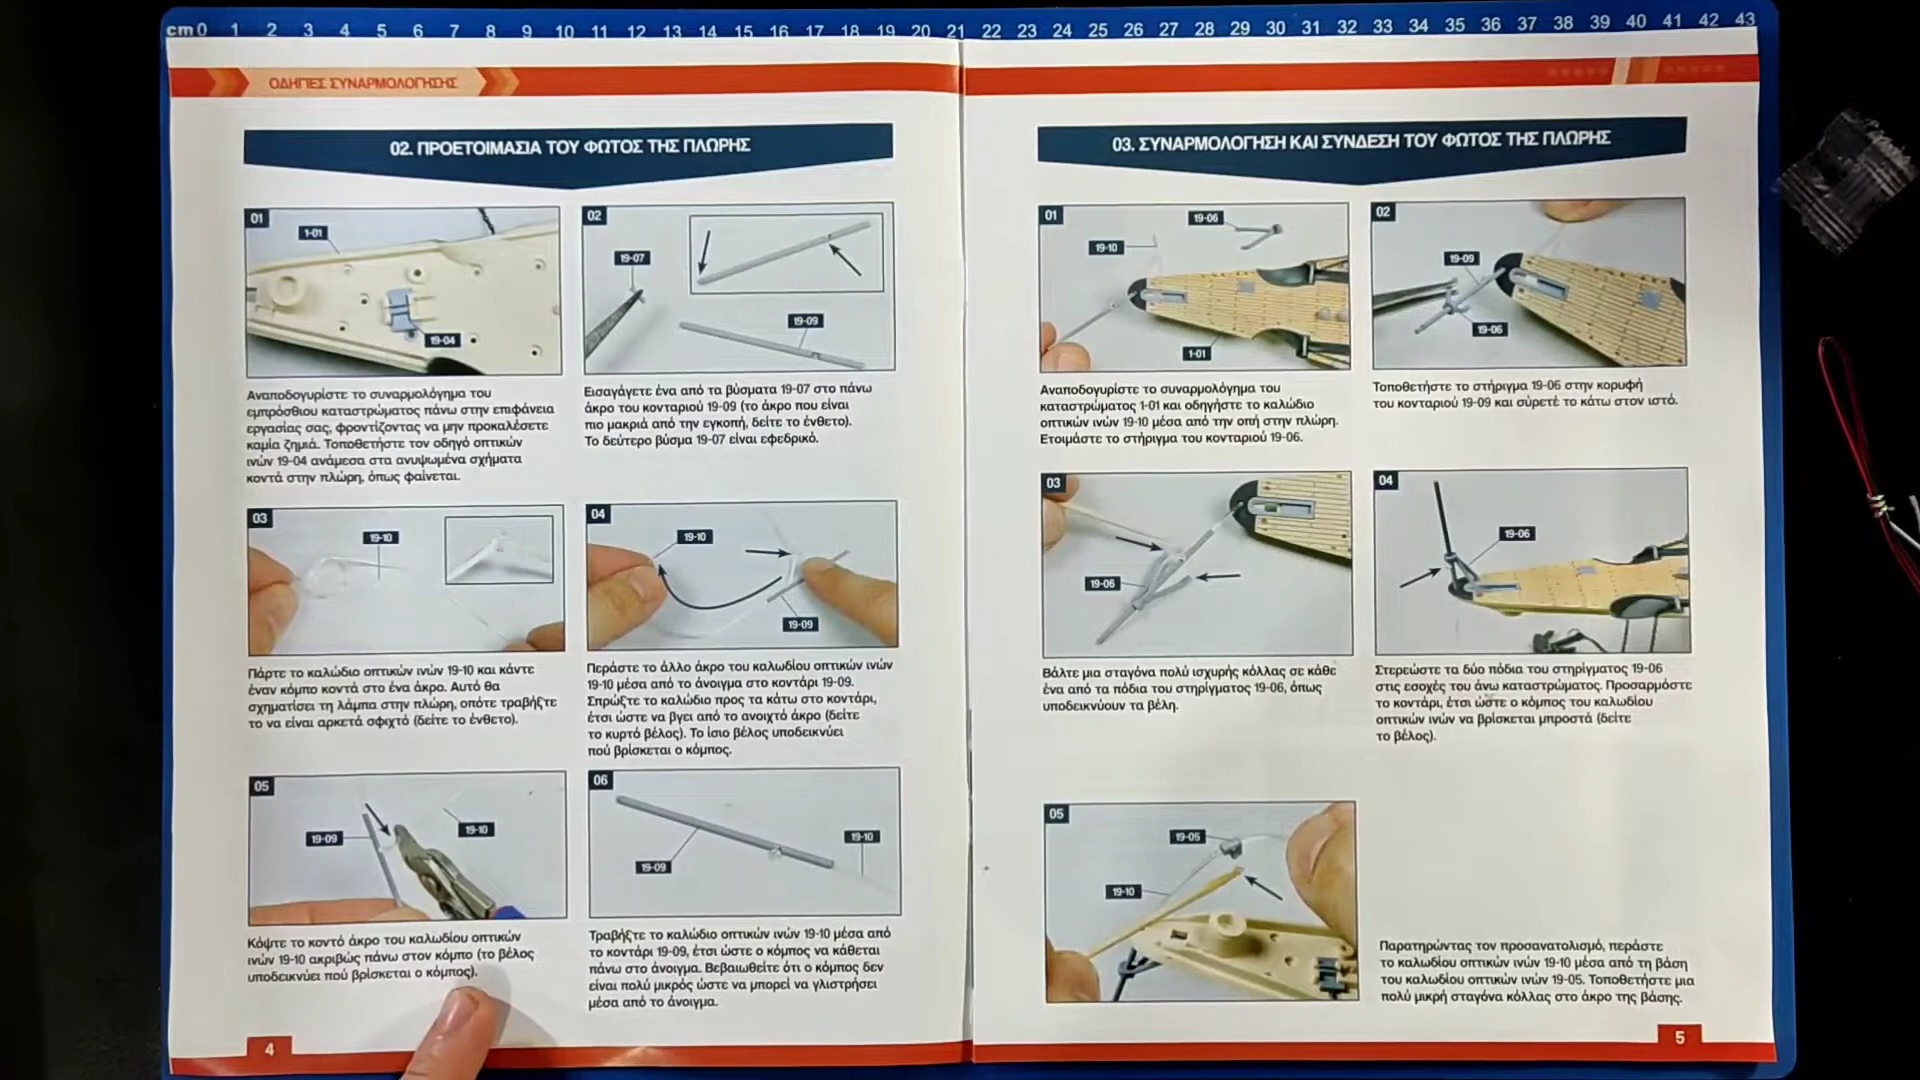 cm 0 1 2 3 4 5 6 7 8 9 10 11 12 13 14 15 16 17 18 19 20 21 22 23 24 25 26 27 28 29 30 31 32 33 34 35 36 37 38 39 40 41 42 43
ΟΔΗΓΙΕΣ ΣΥΝΑΡΜΟΛΟΓΗΣΗΣ
02. ΠΡΟΕΤΟΙΜΑΣΙΑ ΤΟΥ ΦΩΤΟΣ ΤΗΣ ΠΛΩΡΗΣ
01
1-01
19-04
Αναποδογυρίστε το συναρμολόγημα του
εμπρόσθιου καταστρώματος πάνω στην επιφάνεια
εργασίας σας, φροντίζοντας να μην προκαλέσετε
καμία ζημιά. Τοποθετήστε τον οδηγό οπτικών
ινών 19-04 ανάμεσα στα ανυψωμένα σχήματα
κοντά στην πλώρη, όπως φαίνεται.
02
19-07
19-09
Εισαγάγετε ένα από τα βύσματα 19-07 στο πάνω
άκρο του κονταριού 19-09 (το άκρο που είναι
πιο μακριά από την εγκοπή, δείτε το ένθετο).
Το δεύτερο βύσμα 19-07 είναι εφεδρικό.
03
19-10
Πάρτε το καλώδιο οπτικών ινών 19-10 και κάντε
έναν κόμπο κοντά στο ένα άκρο. Αυτό θα
σχηματίσει τη λάμπα στην πλώρη, οπότε τραβήξτε
το να είναι αρκετά σφιχτό (δείτε το ένθετο).
04
19-10
19-09
Περάστε το άλλο άκρο του καλωδίου οπτικών ινών
19-10 μέσα από το άνοιγμα στο κοντάρι 19-09.
Σπρώξτε το καλώδιο προς τα κάτω στο κοντάρι,
έτσι ώστε να βγει από το ανοιχτό άκρο (δείτε
το κυρτό βέλος). Το ίσιο βέλος υποδεικνύει
πού βρίσκεται ο κόμπος.
05
19-09
19-10
Κόψτε το κοντό άκρο του καλωδίου οπτικών
ινών 19-10 ακριβώς πάνω στον κόμπο (το βέλος
υποδεικνύει πού βρίσκεται ο κόμπος).
06
19-09
19-10
Τραβήξτε το καλώδιο οπτικών ινών 19-10 μέσα από
το κοντάρι 19-09, έτσι ώστε ο κόμπος να κάθεται
πάνω στο άνοιγμα. Βεβαιωθείτε ότι ο κόμπος δεν
είναι πολύ μικρός ώστε να μπορεί να γλιστρήσει
μέσα από το άνοιγμα.
4
03. ΣΥΝΑΡΜΟΛΟΓΗΣΗ ΚΑΙ ΣΥΝΔΕΣΗ ΤΟΥ ΦΩΤΟΣ ΤΗΣ ΠΛΩΡΗΣ
01
19-06
19-10
1-01
Αναποδογυρίστε το συναρμολόγημα του
καταστρώματος 1-01 και οδηγήστε το καλώδιο
οπτικών ινών 19-10 μέσα από την οπή στην πλώρη.
Ετοιμάστε το στήριγμα του κονταριού 19-06.
02
19-09
19-06
Τοποθετήστε το στήριγμα 19-06 στην κορυφή
του κονταριού 19-09 και σύρετέ το κάτω στον ιστό.
03
19-06
Βάλτε μια σταγόνα πολύ ισχυρής κόλλας σε κάθε
ένα από τα πόδια του στηρίγματος 19-06, όπως
υποδεικνύουν τα βέλη.
04
19-06
Στερεώστε τα δύο πόδια του στηρίγματος 19-06
στις εσοχές του άνω καταστρώματος. Προσαρμόστε
το κοντάρι, έτσι ώστε ο κόμπος του καλωδίου
οπτικών ινών να βρίσκεται μπροστά (δείτε
το βέλος).
05
19-05
19-10
Παρατηρώντας τον προσανατολισμό, περάστε
το καλώδιο οπτικών ινών 19-10 μέσα από τη βάση
του καλωδίου οπτικών ινών 19-05. Τοποθετήστε μια
πολύ μικρή σταγόνα κόλλας στο άκρο της βάσης.
5